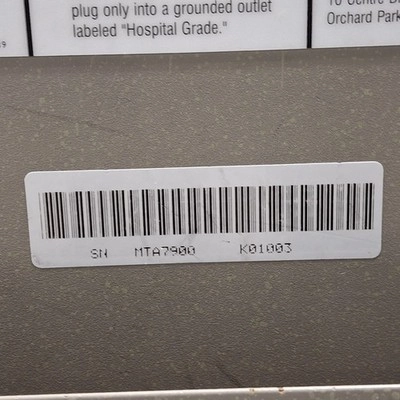 plug only into a grounded outlet
labeled "Hospital Grade."
Orchard Park
SN MTA7900 K01003